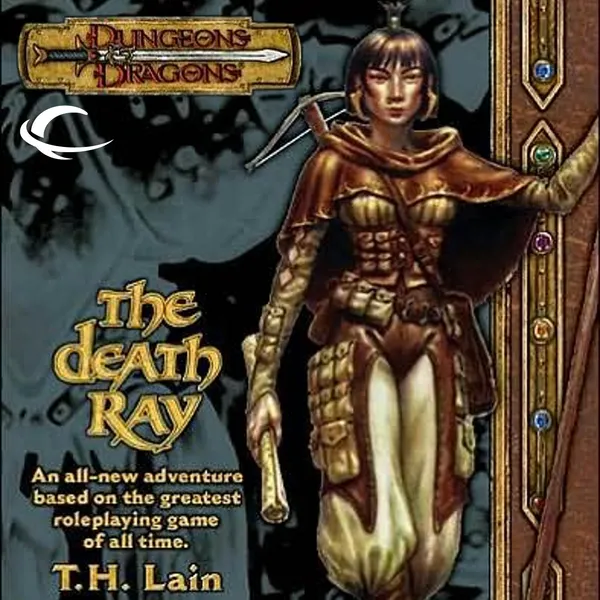 DUNGEONS
& DRAGONS
The
DEATH
RAY
An all-new adventure
based on the greatest
roleplaying game
of all time.
T.H. Lain